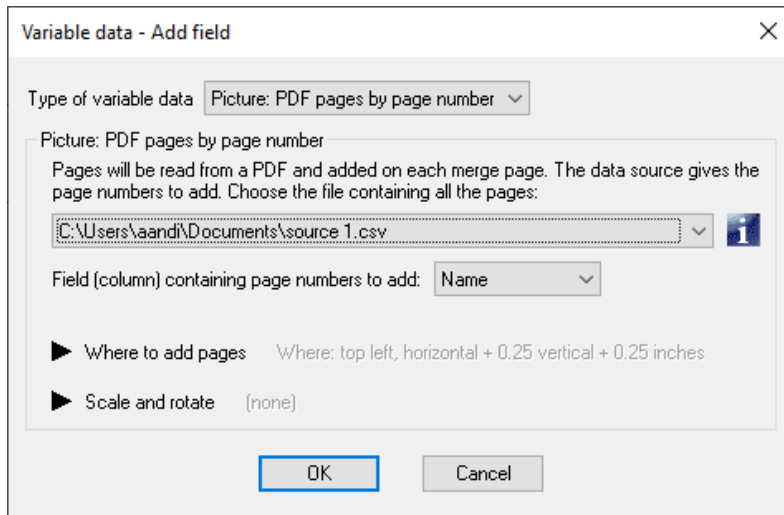 Variable data - Add field
Type of variable data Picture: PDF pages by page number
Picture: PDF pages by page number
Pages will be read from a PDF and added on each merge page. The data source gives the
page numbers to add. Choose the file containing all the pages:
C:\Users\aandi\Documents\source 1.csv
Field (column) containing page numbers to add: Name
Where to add pages Where: top left, horizontal + 0.25 vertical + 0.25 inches
Scale and rotate (none)
OK Cancel